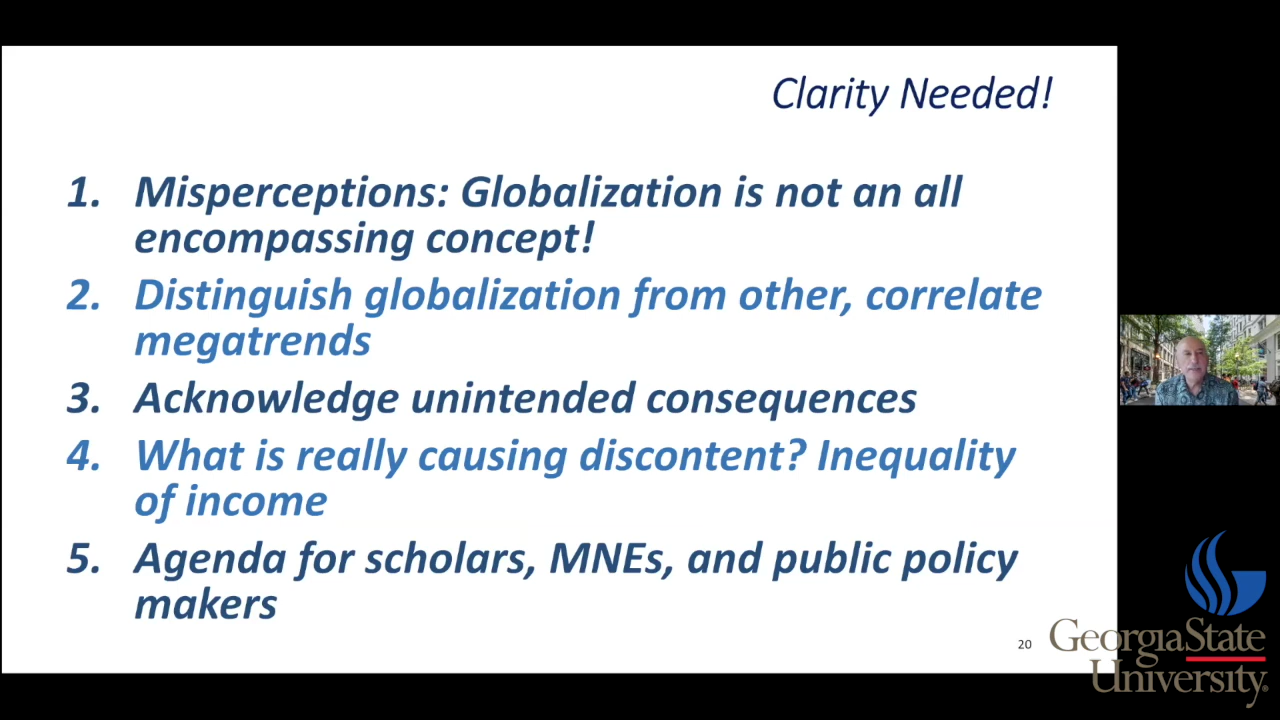 Clarity Needed!
1. Misperceptions: Globalization is not an all
encompassing concept!
2. Distinguish globalization from other, correlate
megatrends
3. Acknowledge unintended consequences
4. What is really causing discontent? Inequality
of income
5. Agenda for scholars, MNEs, and public policy
makers
20
GeorgiaState
University®